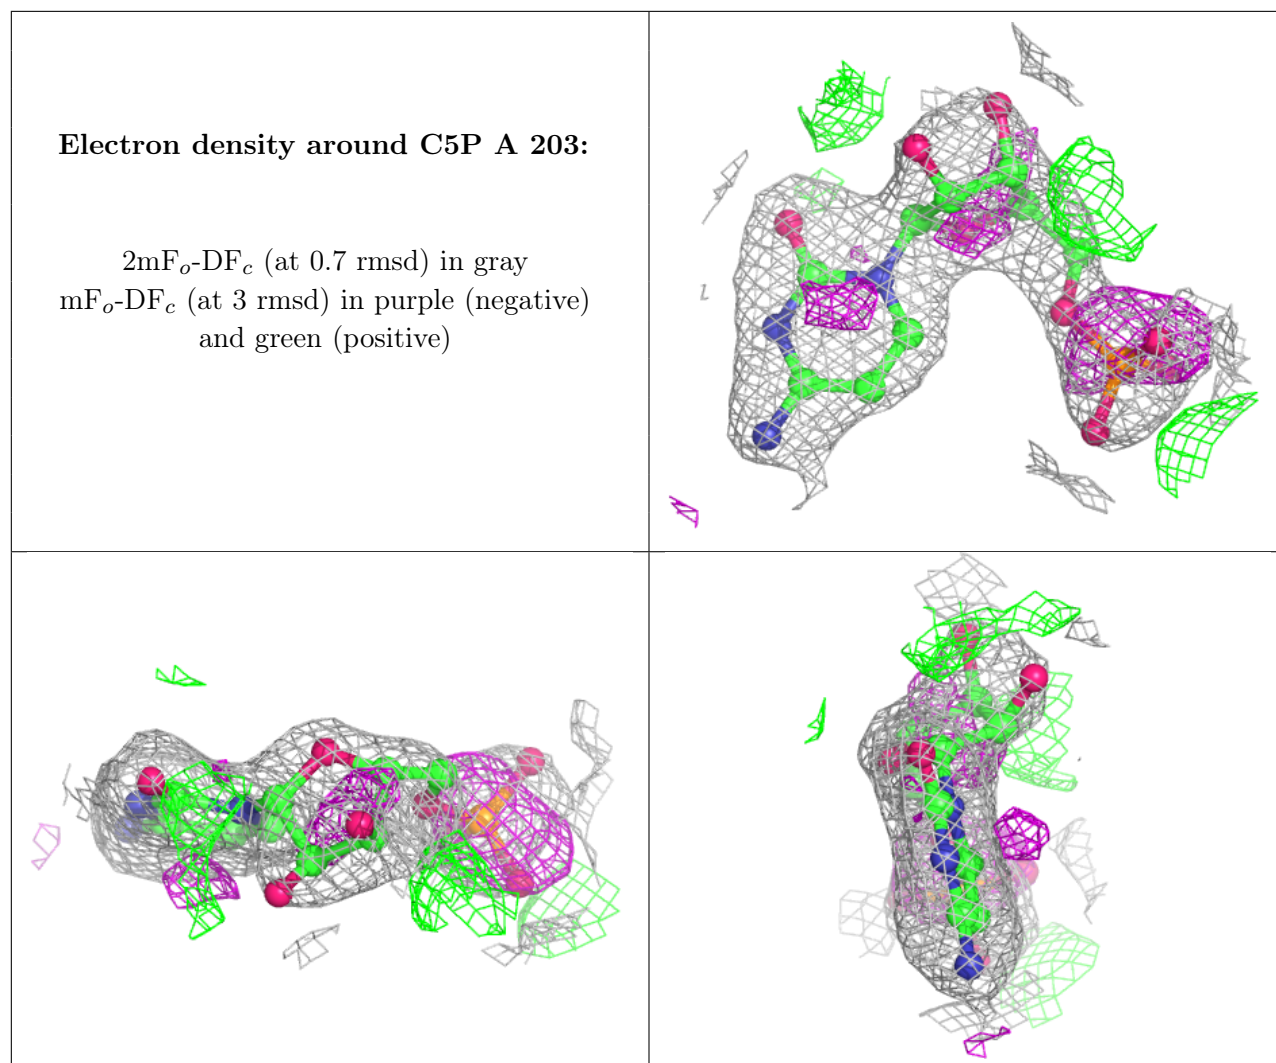 Electron density around C5P A 203:
2mFo-DFc (at 0.7 rmsd) in gray
mFo-DFc (at 3 rmsd) in purple (negative)
and green (positive)